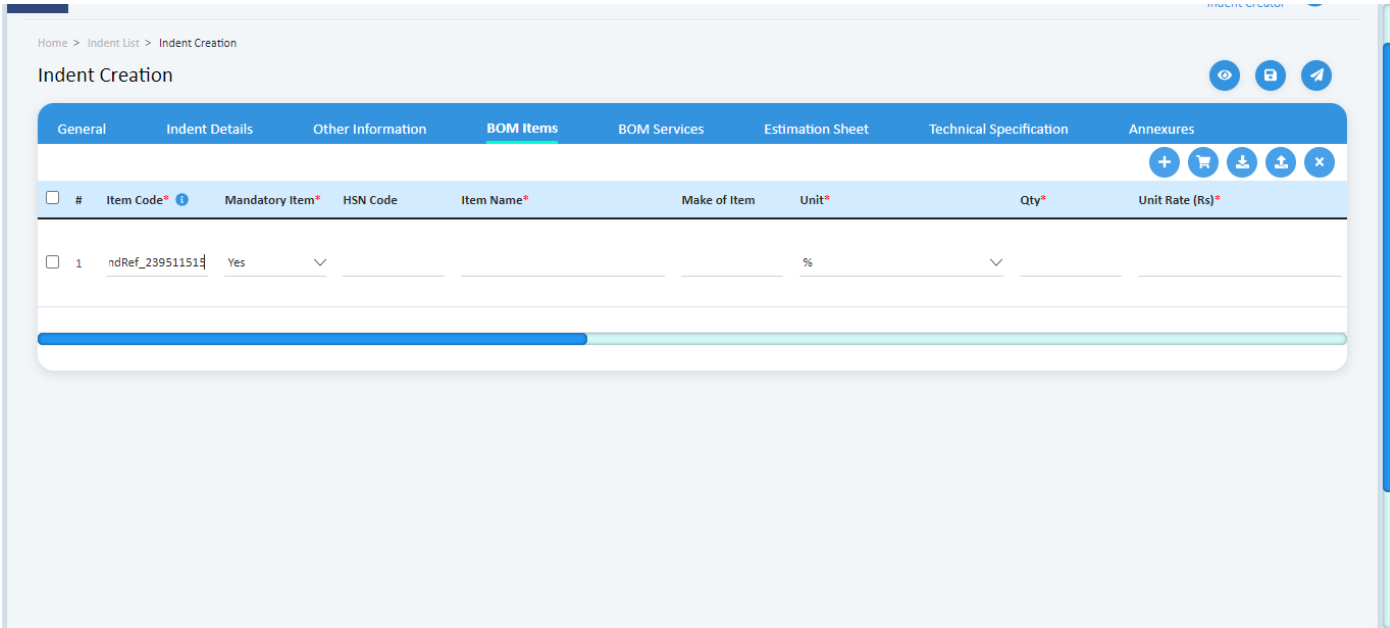 Indent Creator
Home > Indent List > Indent Creation
Indent Creation
General Indent Details Other Information BOM Items BOM Services Estimation Sheet Technical Specification Annexures
# Item Code* Mandatory Item* HSN Code Item Name* Make of Item Unit* Qty* Unit Rate (Rs)*
1 ndRef_239511515 Yes %